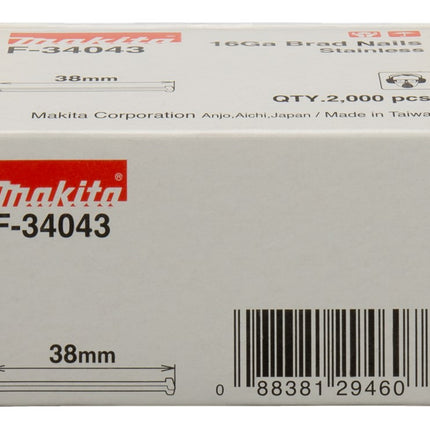 makita®
F-34043
38mm
16Ga Brad Nails
Stainless
QTY.2,000 pcs
Makita Corporation Anjo,Aichi,Japan / Made in Taiwan
makita®
F-34043
38mm
0 88381 29460